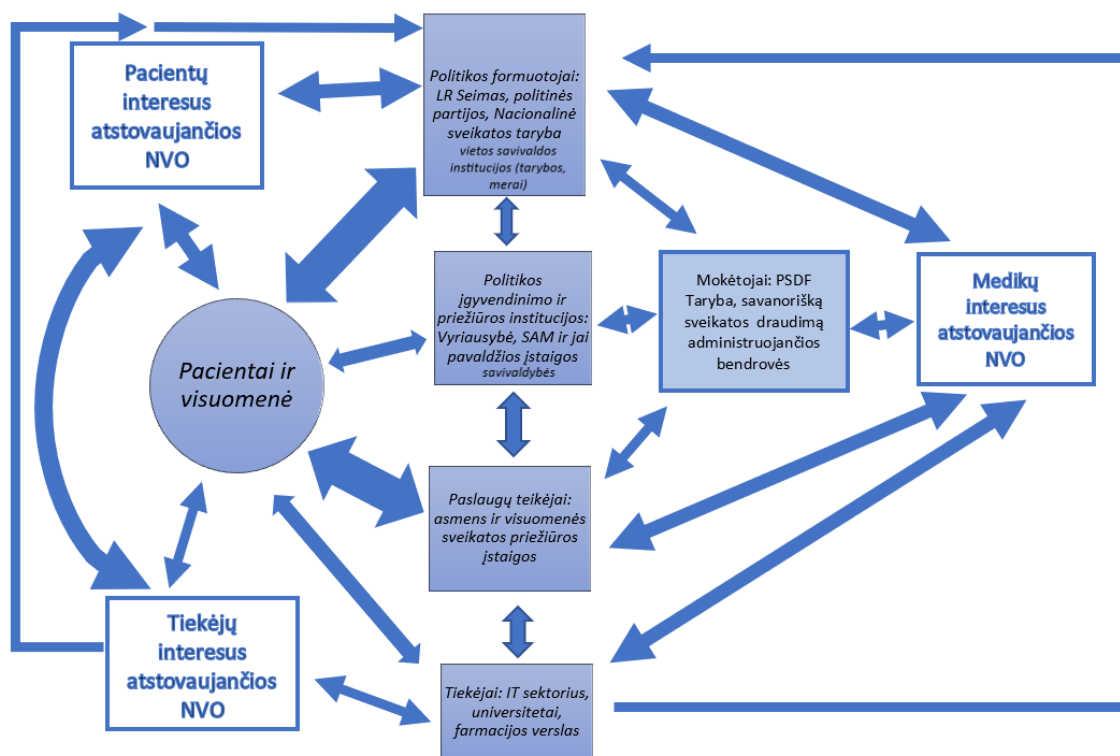 Pacientų
interesus
atstovaujančios
NVO
Politikos formuotojai:
LR Seimas, politinės
partijos, Nacionalinė
sveikatos taryba
vietos savivaldos
institucijos (tarybos,
merai)
Politikos
įgyvendinimo ir
priežiūros institucijos:
Vyriausybė, SAM ir jai
pavaldžios įstaigos
savivaldybės
Mokėtojai: PSDF
Taryba, savanorišką
sveikatos draudimą
administruojančios
bendrovės
Medikų
interesus
atstovaujančios
NVO
Pacientai ir
visuomenė
Paslaugų teikėjai:
asmens ir visuomenės
sveikatos priežiūros
įstaigos
Tiekėjų
interesus
atstovaujančios
NVO
Tiekėjai: IT sektorius,
universitetai,
farmacijos verslas